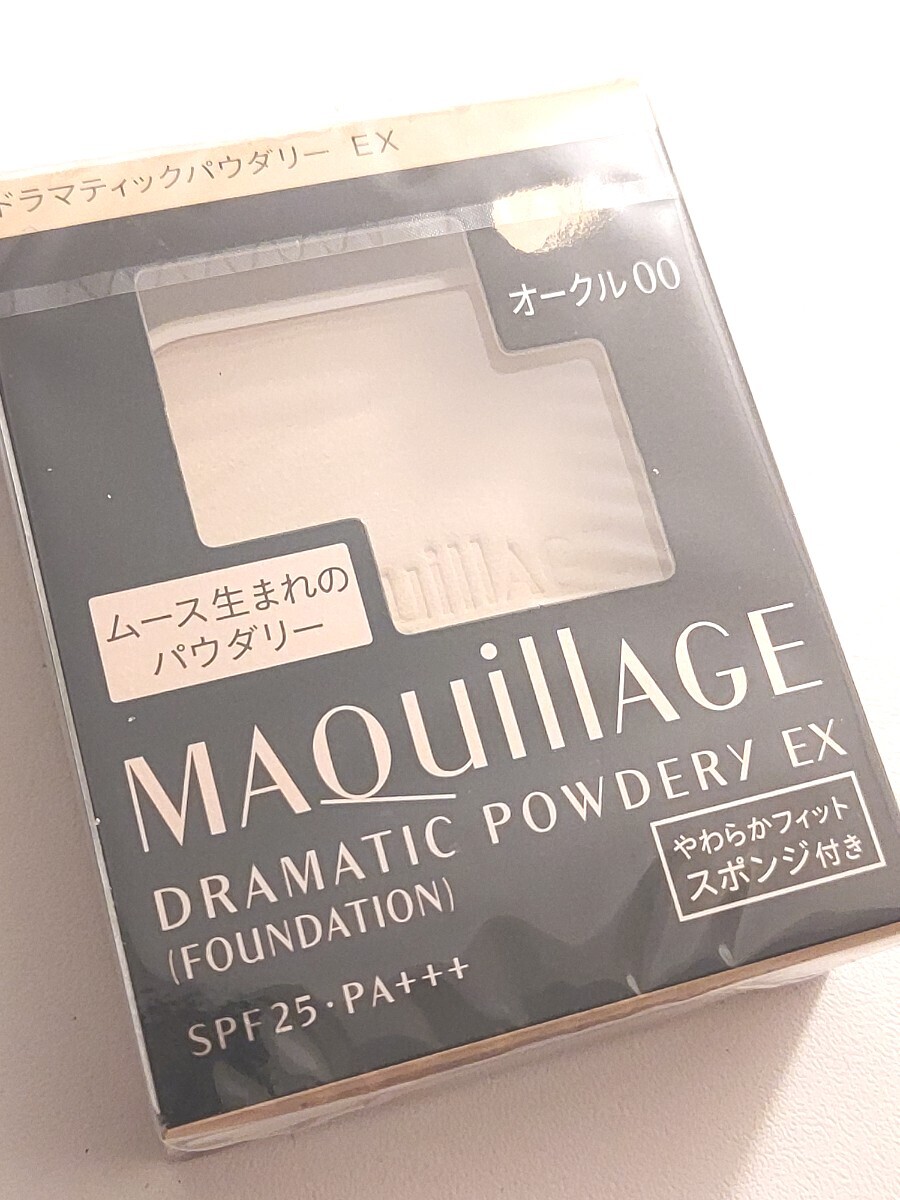 ドラマティックパウダリー EX
オークル00
uillAG
ムース生まれの
パウダリー
MAQuillAGE
DRAMATIC POWDERY EX
(FOUNDATION)
やわらかフィット
スポンジ付き
SPF25・PA+++